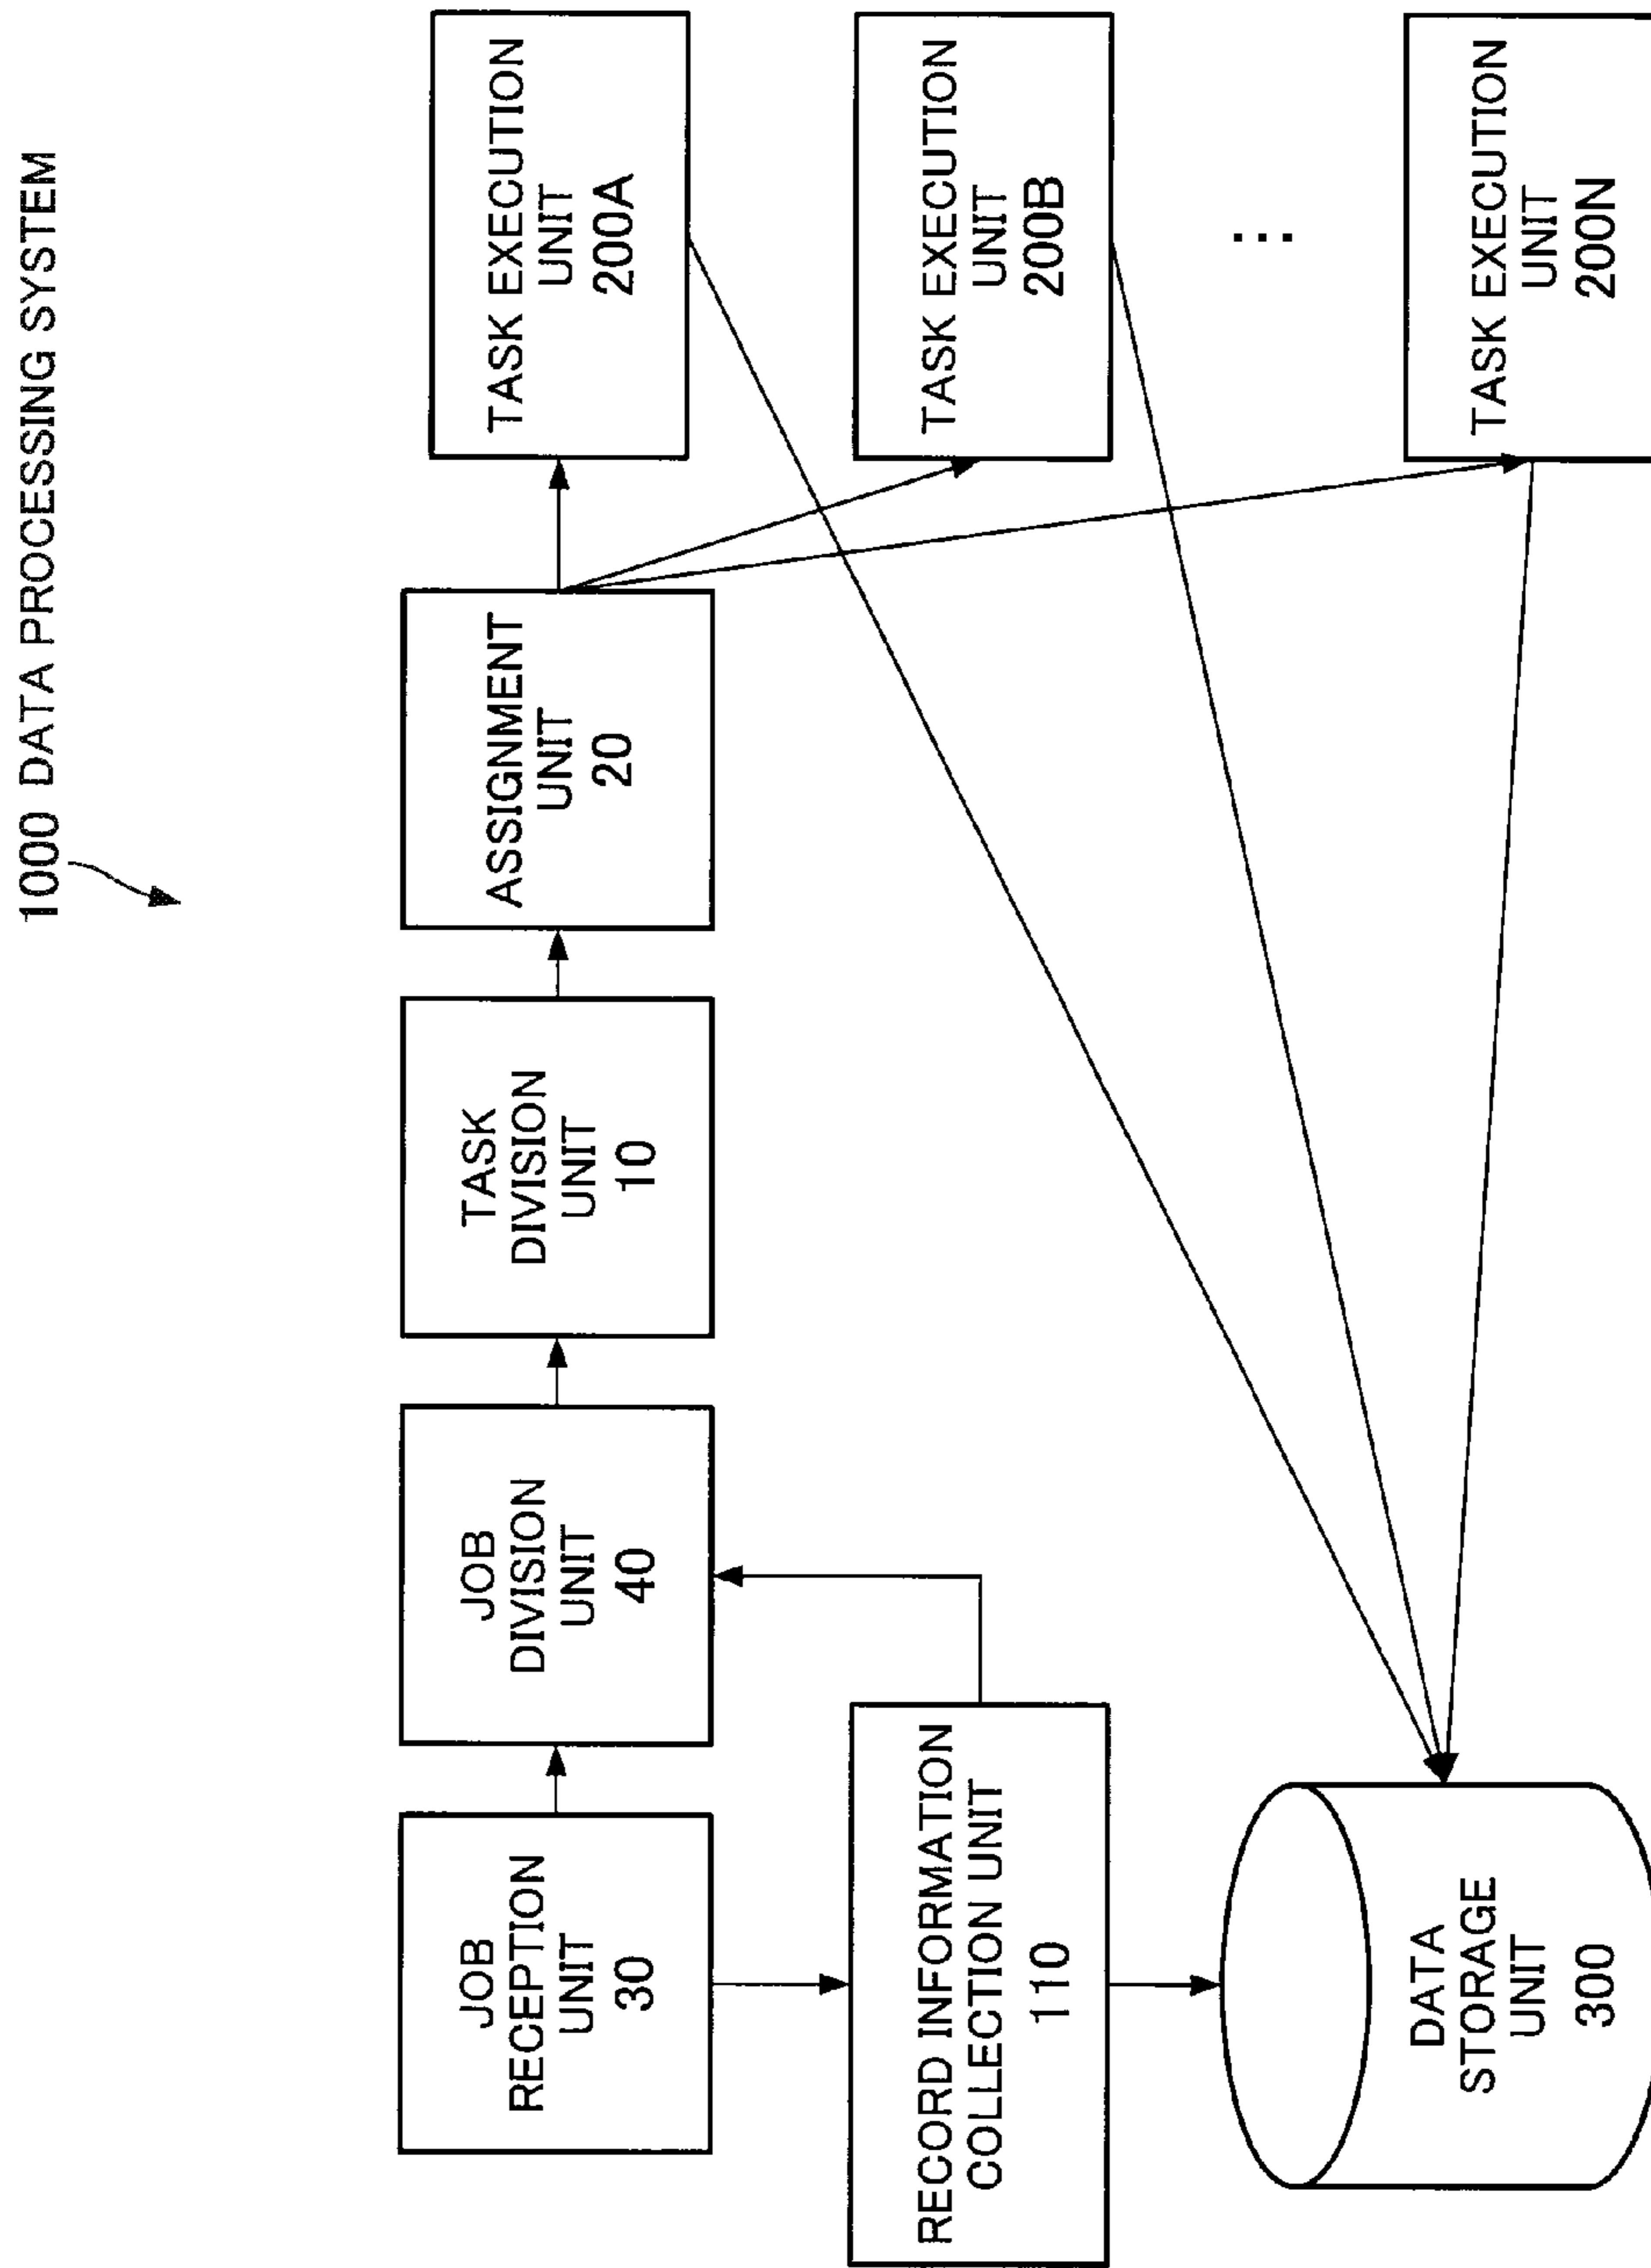 1000 DATA PROCESSING SYSTEM
JOB
RECEPTION
UNIT
30
JOB
DIVISION
UNIT
40
TASK
DIVISION
UNIT
10
ASSIGNMENT
UNIT
20
TASK EXECUTION
UNIT
200A
RECORD INFORMATION
COLLECTION UNIT
110
TASK EXECUTION
UNIT
200B
...
DATA
STORAGE
UNIT
300
TASK EXECUTION
UNIT
200N